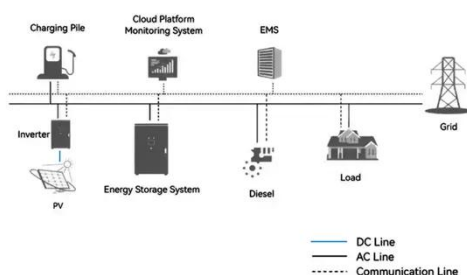 Charging Pile
Cloud Platform
Monitoring System
EMS
Grid
Inverter
PV
Energy Storage System
Diesel
Load
DC Line
AC Line
Communication Line